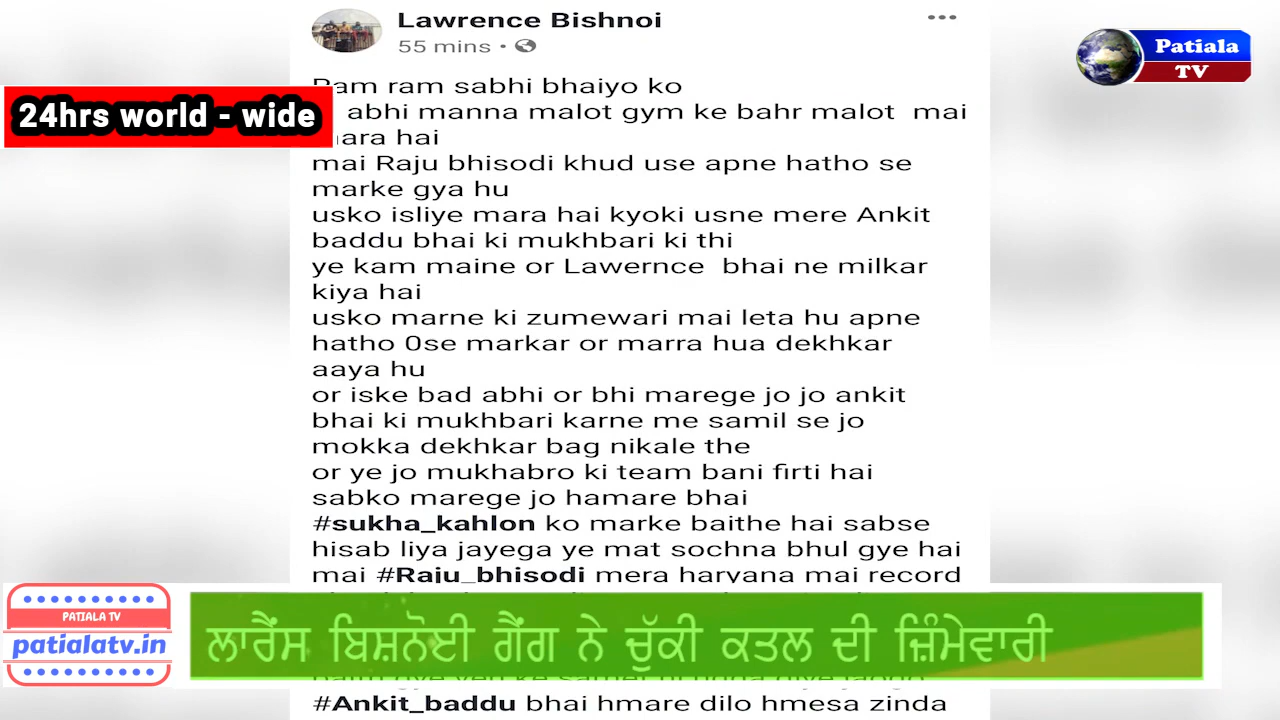 Lawrence Bishnoi
55 mins
Patiala
TV
24hrs world - wide
ram sabhi bhaiyo ko
abhi manna malot gym ke bahr malot mai
hai
mai Raju bhisodi khud use apne hatho se
marke gya hu
usko isliye mara hai kyoki usne mere Ankit
baddu bhai ki mukhbari ki thi
ye kam maine or Lawernce bhai ne milkar
kiya hai
usko marne ki zumewari mai leta hu apne
hatho 0se markar or marra hua dekhkar
aaya hu
or iske bad abhi or bhi marege jo jo ankit
bhai ki mukhbari karne me samil se jo
mokka dekhkar bag nikale the
or ye jo mukhabro ki team bani firti hai
sabko marege jo hamare bhai
#sukha_kahlon ko marke baithe hai sabse
hisab liya jayega ye mat sochna bhul gye hai
mai #Raju_bhisodi mera haryana mai record
PATIALA TV
patialatv.in
ਲਾਰੈਂਸ ਬਿਸ਼ਨੋਈ ਗੈਂਗ ਨੇ ਚੁੱਕੀ ਕਤਲ ਦੀ ਜ਼ਿੰਮੇਵਾਰੀ
#Ankit_baddu bhai hmare dilo hmesa zinda